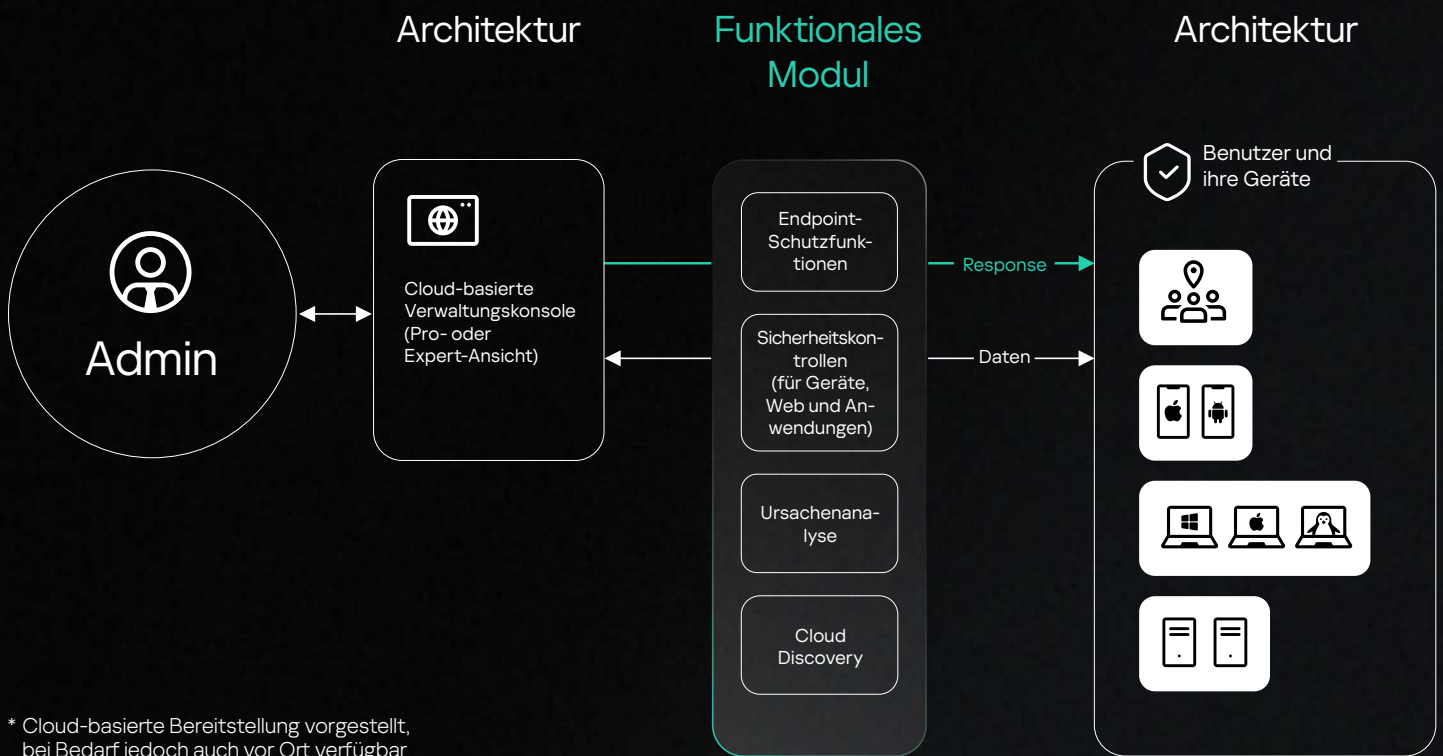 Architektur
Funktionales
Modul
Architektur
Admin
Cloud-basierte
Verwaltungskonsole
(Pro- oder
Expert-Ansicht)
Endpoint-
Schutzfunk-
tionen
Sicherheitskon-
trollen
(für Geräte,
Web und An-
wendungen)
Ursachenana-
lyse
Cloud
Discovery
Response
Daten
Benutzer und
ihre Geräte
* Cloud-basierte Bereitstellung vorgestellt,
bei Bedarf jedoch auch vor Ort verfügbar